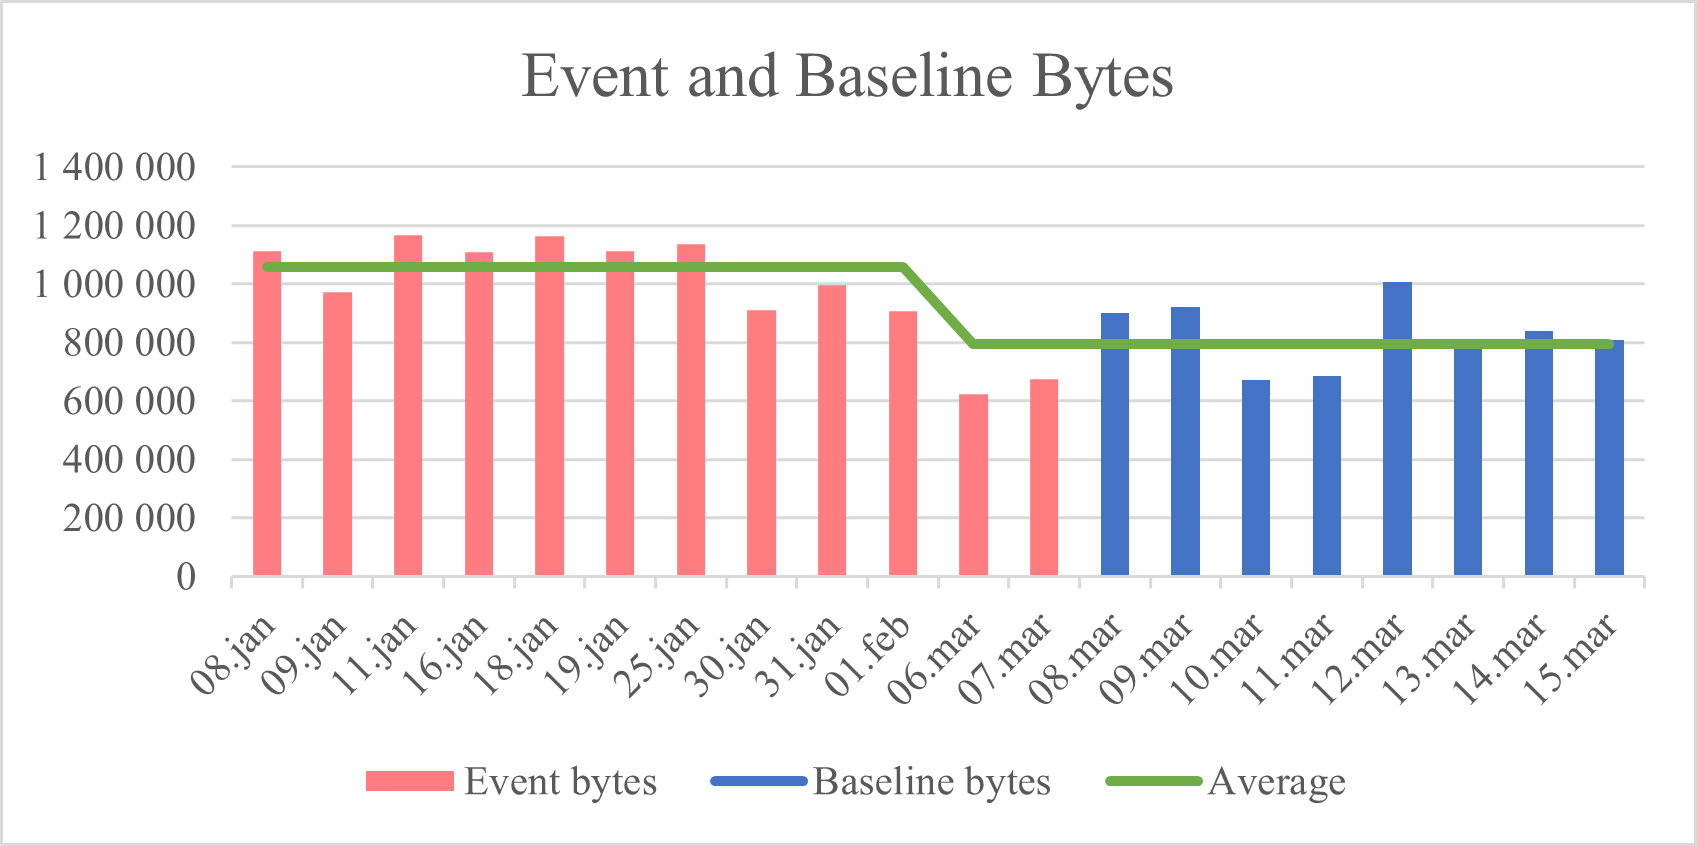 Event and Baseline Bytes
1 400 000
1 200 000
1 000 000
800 000
600 000
400 000
200 000
0
08.jan
09.jan
11.jan
16.jan
18.jan
19.jan
25.jan
30.jan
31.jan
01.feb
06.mar
07.mar
08.mar
09.mar
10.mar
11.mar
12.mar
13.mar
14.mar
15.mar
Event bytes
Baseline bytes
Average